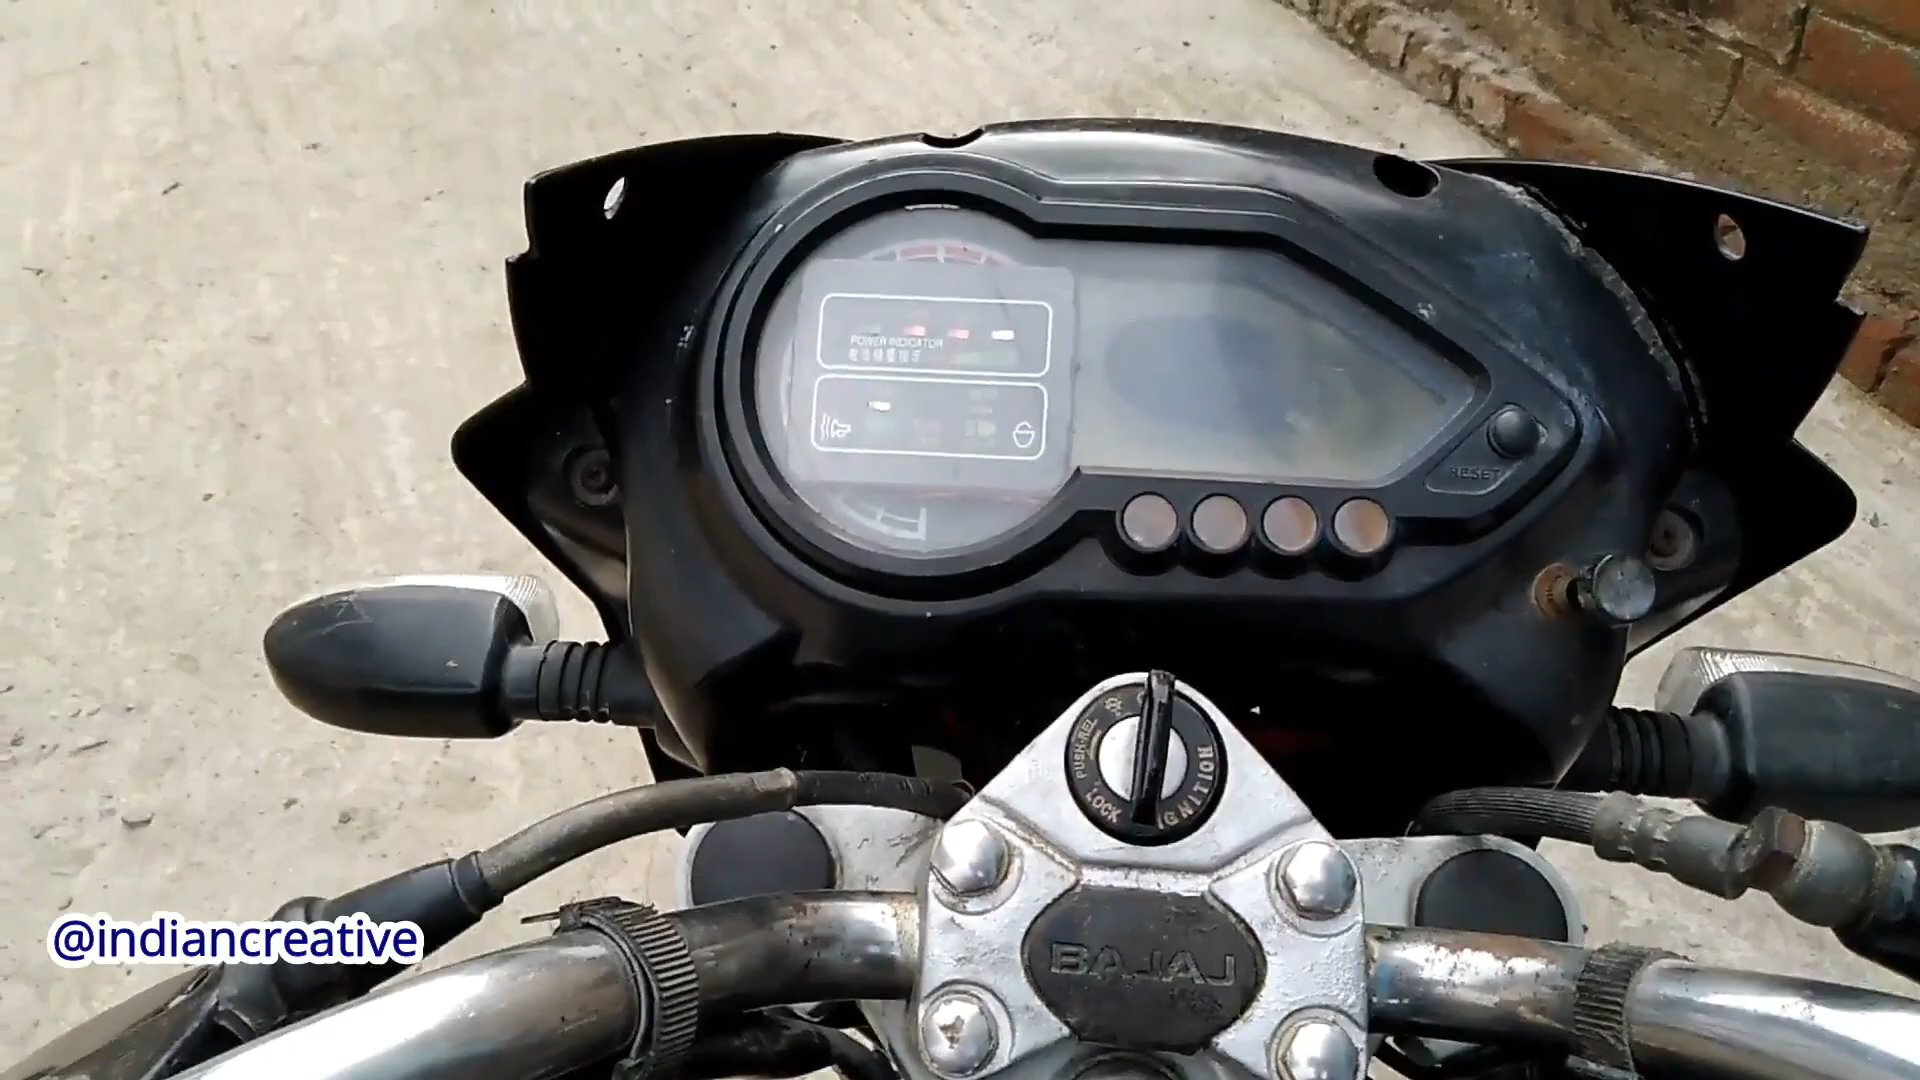 POWER INDICATOR
RESET
PUSH-REL
LOCK
IGNITION
BAJAJ
@indiancreative